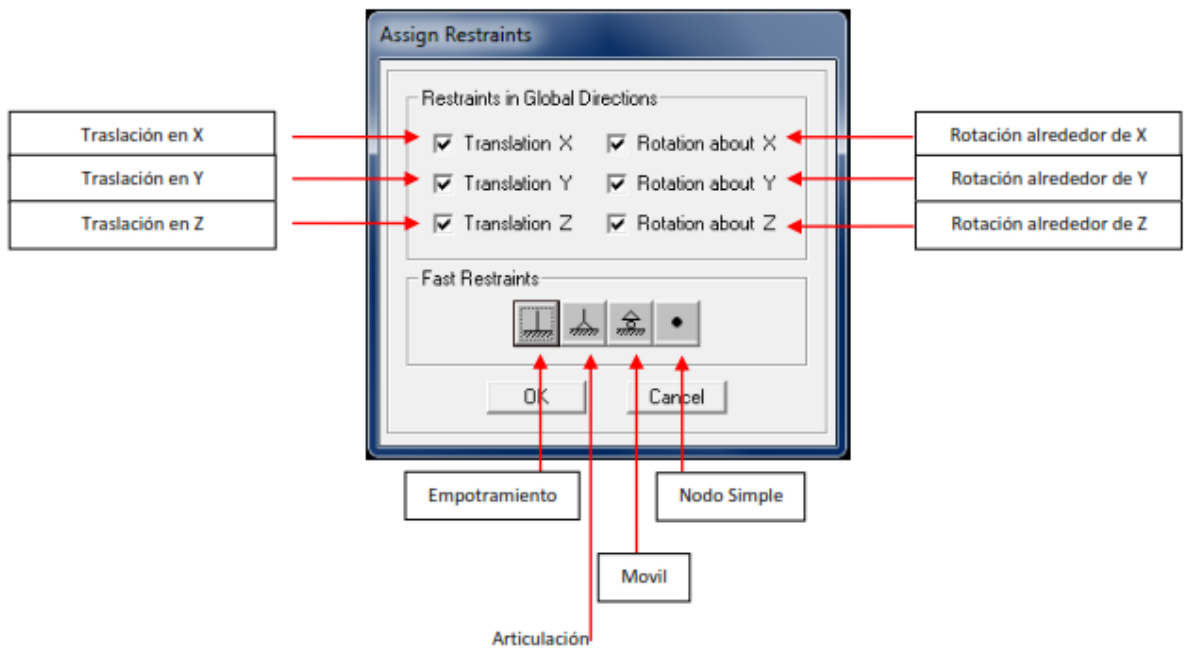 Assign Restraints
Restraints in Global Directions
Traslación en X
Translation X
Rotation about X
Rotación alrededor de X
Traslación en Y
Translation Y
Rotation about Y
Rotación alrededor de Y
Traslación en Z
Translation Z
Rotation about Z
Rotación alrededor de Z
Fast Restraints
OK
Cancel
Empotramiento
Nodo Simple
Movil
Articulación